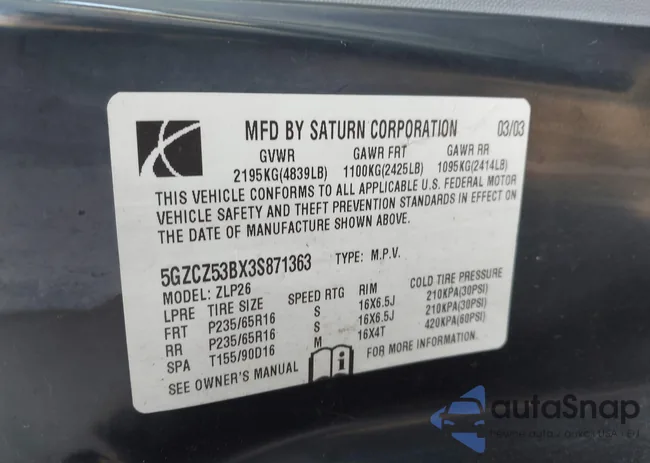 MFD BY SATURN CORPORATION 03/03
GVWR GAWR FRT GAWR RR
2195KG(4839LB) 1100KG(2425LB) 1095KG(2414LB)
THIS VEHICLE CONFORMS TO ALL APPLICABLE U.S. FEDERAL MOTOR
VEHICLE SAFETY AND THEFT PREVENTION STANDARDS IN EFFECT ON
THE DATE OF MANUFACTURE SHOWN ABOVE.
5GZCZ53BX3S871363 TYPE: M.P.V.
MODEL: ZLP26
LPRE TIRE SIZE SPEED RTG RIM COLD TIRE PRESSURE
FRT P235/65R16 S 16X6.5J 210KPA(30PSI)
RR P235/65R16 S 16X6.5J 210KPA(30PSI)
SPA T155/90D16 M 16X4T 420KPA(60PSI)
SEE OWNER'S MANUAL FOR MORE INFORMATION.
autaSnap